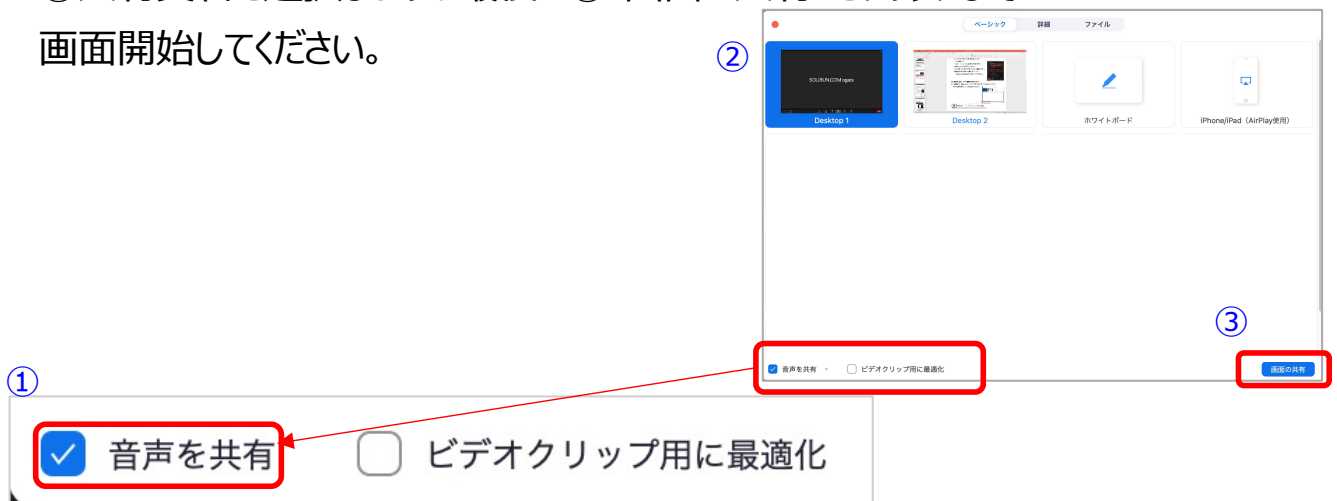 画面開始してください。
②
ベーシック 詳細 ファイル
SOLIBUN.COM ogata
Desktop 1
Desktop 2
ホワイトボード
iPhone/iPad（AirPlay使用）
③
音声を共有
ビデオクリップ用に最適化
画面の共有
①
音声を共有
ビデオクリップ用に最適化